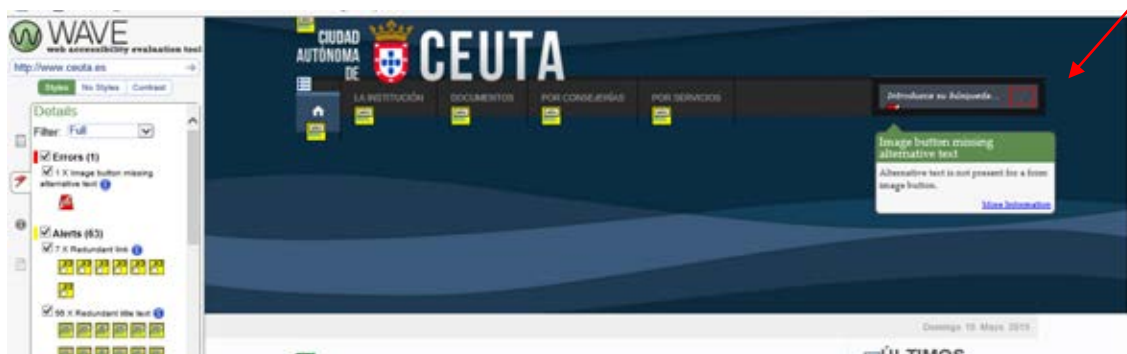 WAVE
web accessibility evaluation tool
http://www.ceuta.es
Styles No Styles Contrast
Details
Filter: Full
Errors (1)
1 X Image button missing
alternative text
Alerts (63)
7 X Redundant link
56 X Redundant title text
CIUDAD
AUTÓNOMA
DE
CEUTA
LA INSTITUCIÓN DOCUMENTOS POR CONSEJERÍAS POR SERVICIOS
Introduzca su búsqueda...
Image button missing
alternative text
Alternative text is not present for a form
image button.
More Information
Domingo 10 Mayo 2015
ÚLTIMOS